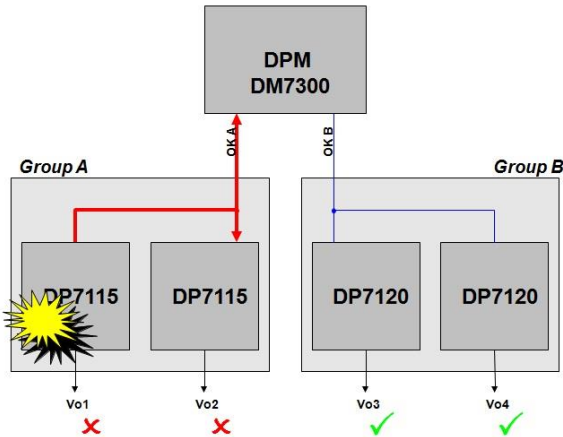 DPM
DM7300
OK A
OK B
Group A
Group B
DP7115
DP7115
DP7120
DP7120
Vo1
Vo2
Vo3
Vo4